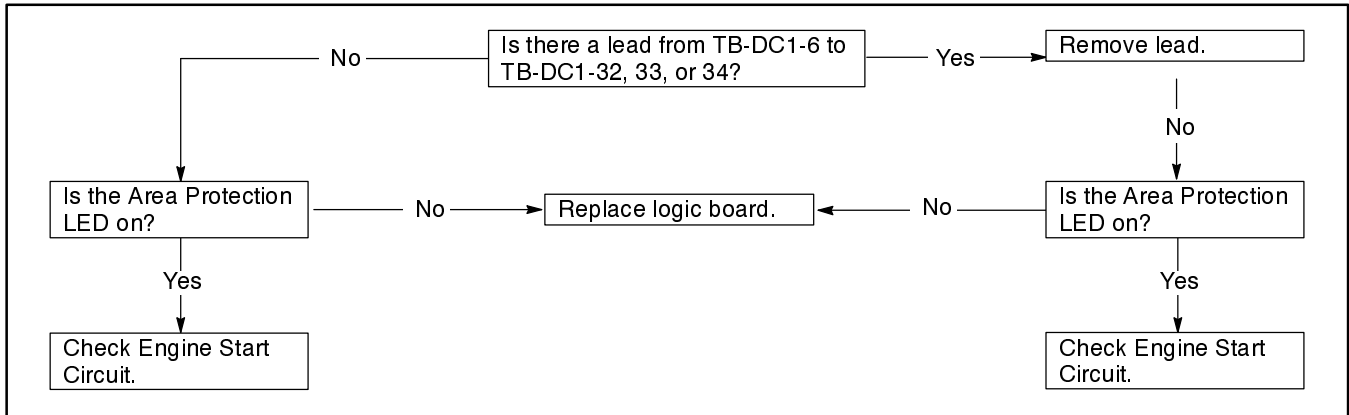 Is there a lead from TB-DC1-6 to
TB-DC1-32, 33, or 34?
No
Yes
Remove lead.
No
Is the Area Protection
LED on?
No
Replace logic board.
No
Is the Area Protection
LED on?
Yes
Yes
Check Engine Start
Circuit.
Check Engine Start
Circuit.